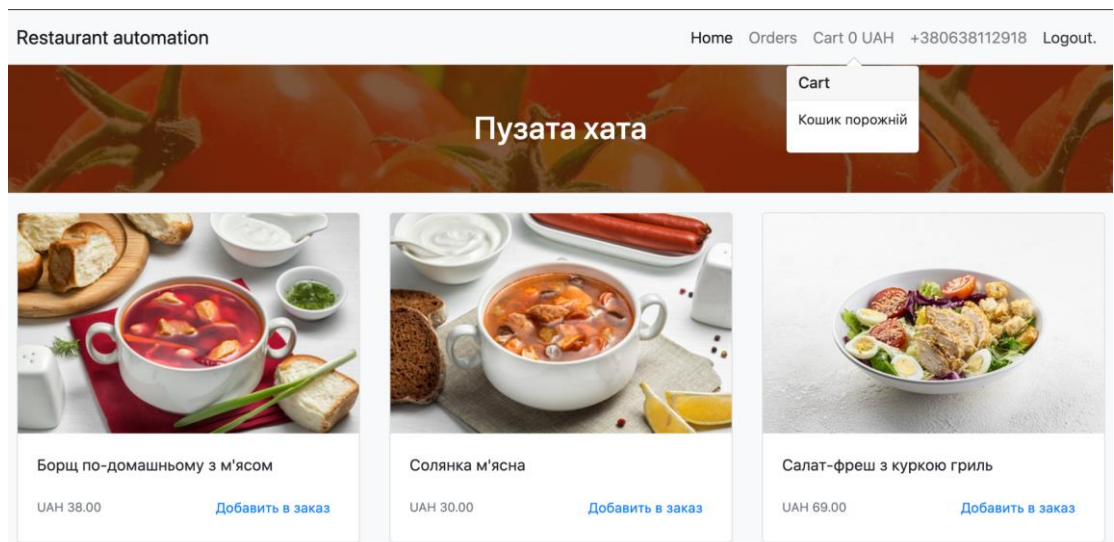 Restaurant automation
Home Orders Cart 0 UAH +380638112918 Logout.
Cart
Кошик порожній
Пузата хата
Борщ по-домашньому з м'ясом
UAH 38.00 Добавить в заказ
Солянка м'ясна
UAH 30.00 Добавить в заказ
Салат-фреш з куркою гриль
UAH 69.00 Добавить в заказ